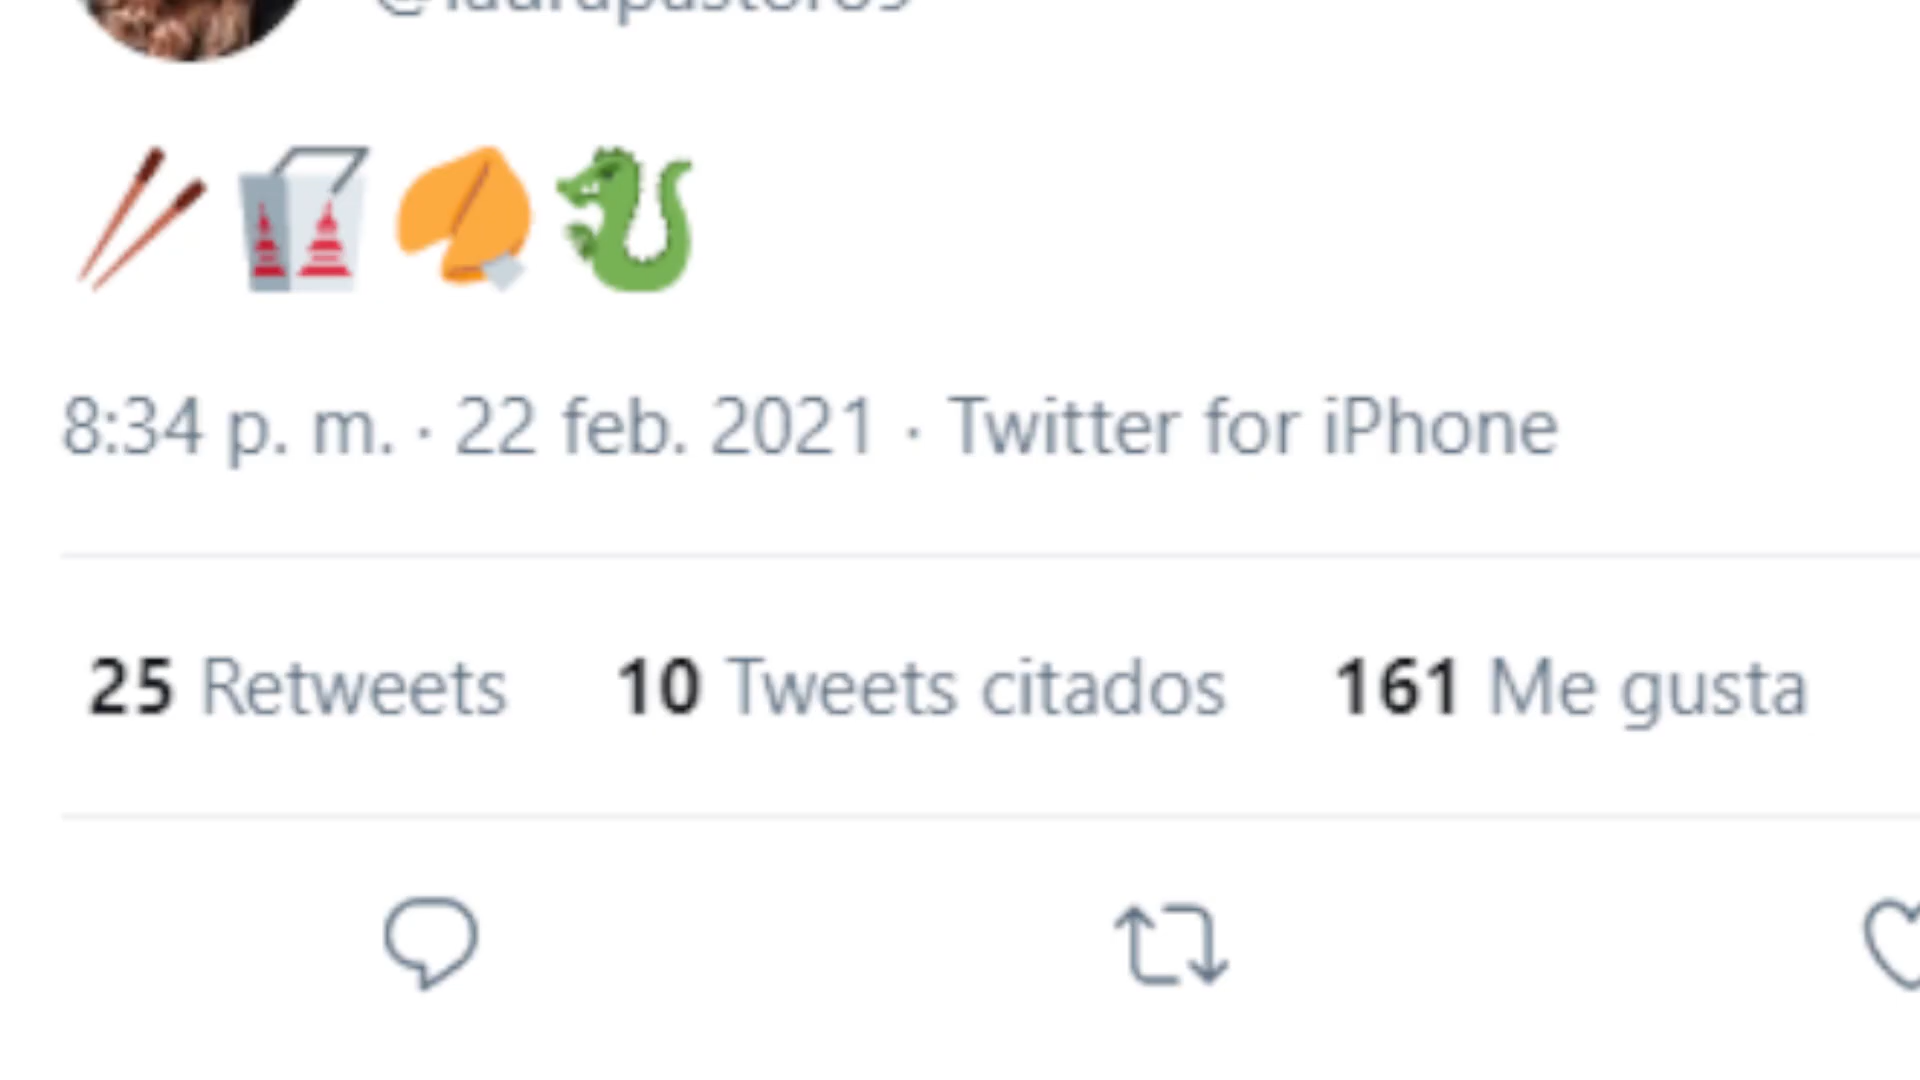 🥢🥡🥠🐉
8:34 p. m. · 22 feb. 2021 · Twitter for iPhone
25 Retweets 10 Tweets citados 161 Me gusta